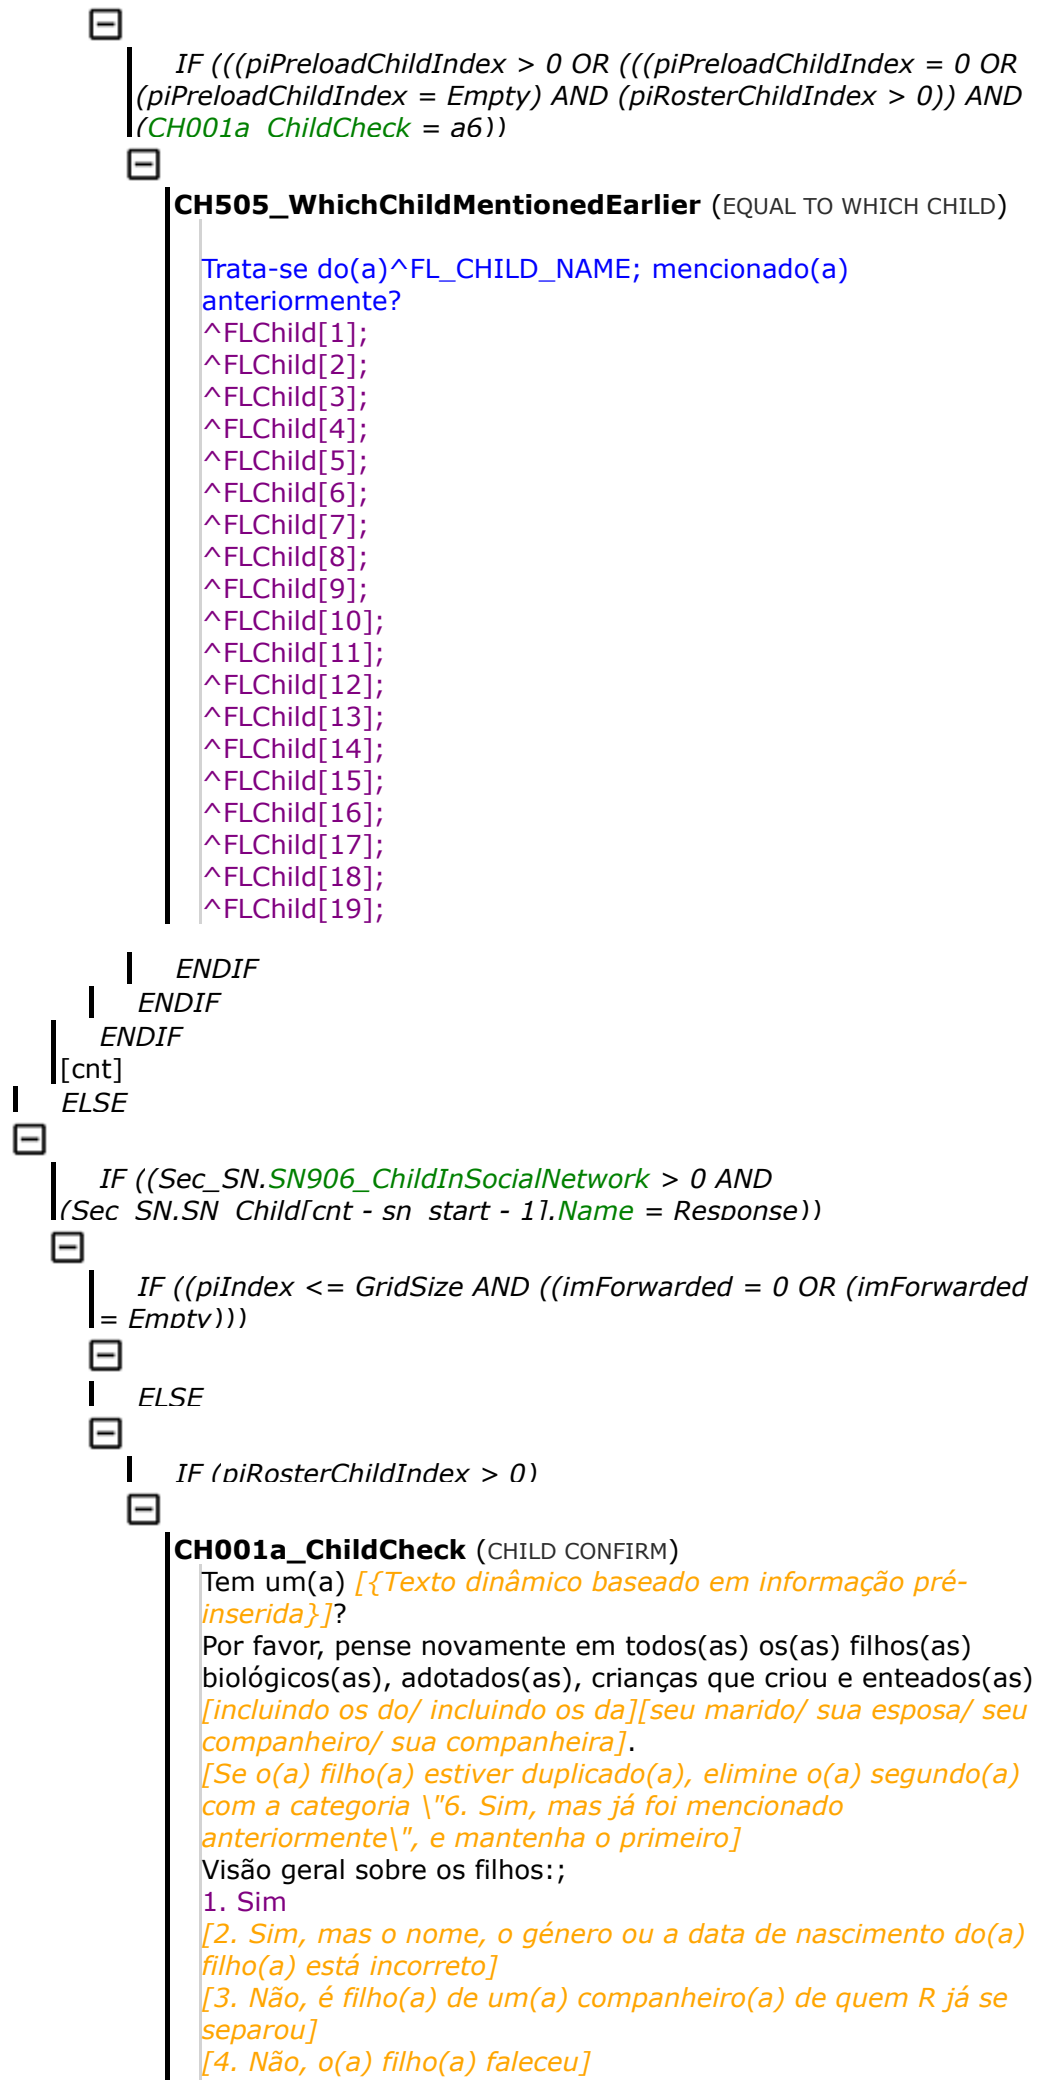 IF (((piPreloadChildIndex > 0 OR (((piPreloadChildIndex = 0 OR
(piPreloadChildIndex = Empty) AND (piRosterChildIndex > 0)) AND
(CH001a_ChildCheck = a6))
CH505_WhichChildMentionedEarlier (EQUAL TO WHICH CHILD)
Trata-se do(a)^FL_CHILD_NAME; mencionado(a)
anteriormente?
^FLChild[1];
^FLChild[2];
^FLChild[3];
^FLChild[4];
^FLChild[5];
^FLChild[6];
^FLChild[7];
^FLChild[8];
^FLChild[9];
^FLChild[10];
^FLChild[11];
^FLChild[12];
^FLChild[13];
^FLChild[14];
^FLChild[15];
^FLChild[16];
^FLChild[17];
^FLChild[18];
^FLChild[19];
ENDIF
ENDIF
ENDIF
[cnt]
ELSE
IF ((Sec_SN.SN906_ChildInSocialNetwork > 0 AND
(Sec_SN.SN_Child[cnt - sn_start - 1].Name = Response))
IF ((piIndex <= GridSize AND ((imForwarded = 0 OR (imForwarded
= Empty)))
ELSE
IF (piRosterChildIndex > 0)
CH001a_ChildCheck (CHILD CONFIRM)
Tem um(a) [{Texto dinâmico baseado em informação pré-
inserida}]?
Por favor, pense novamente em todos(as) os(as) filhos(as)
biológicos(as), adotados(as), crianças que criou e enteados(as)
[incluindo os do/ incluindo os da][seu marido/ sua esposa/ seu
companheiro/ sua companheira].
[Se o(a) filho(a) estiver duplicado(a), elimine o(a) segundo(a)
com a categoria \"6. Sim, mas já foi mencionado
anteriormente\", e mantenha o primeiro]
Visão geral sobre os filhos:;
1. Sim
[2. Sim, mas o nome, o género ou a data de nascimento do(a)
filho(a) está incorreto]
[3. Não, é filho(a) de um(a) companheiro(a) de quem R já se
separou]
[4. Não, o(a) filho(a) faleceu]